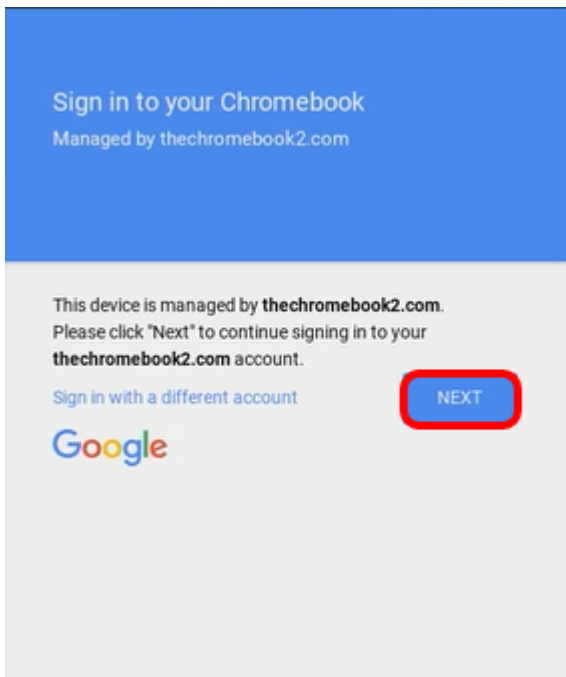 Sign in to your Chromebook
Managed by thechromebook2.com
This device is managed by thechromebook2.com.
Please click "Next" to continue signing in to your
thechromebook2.com account.
Sign in with a different account
NEXT
Google